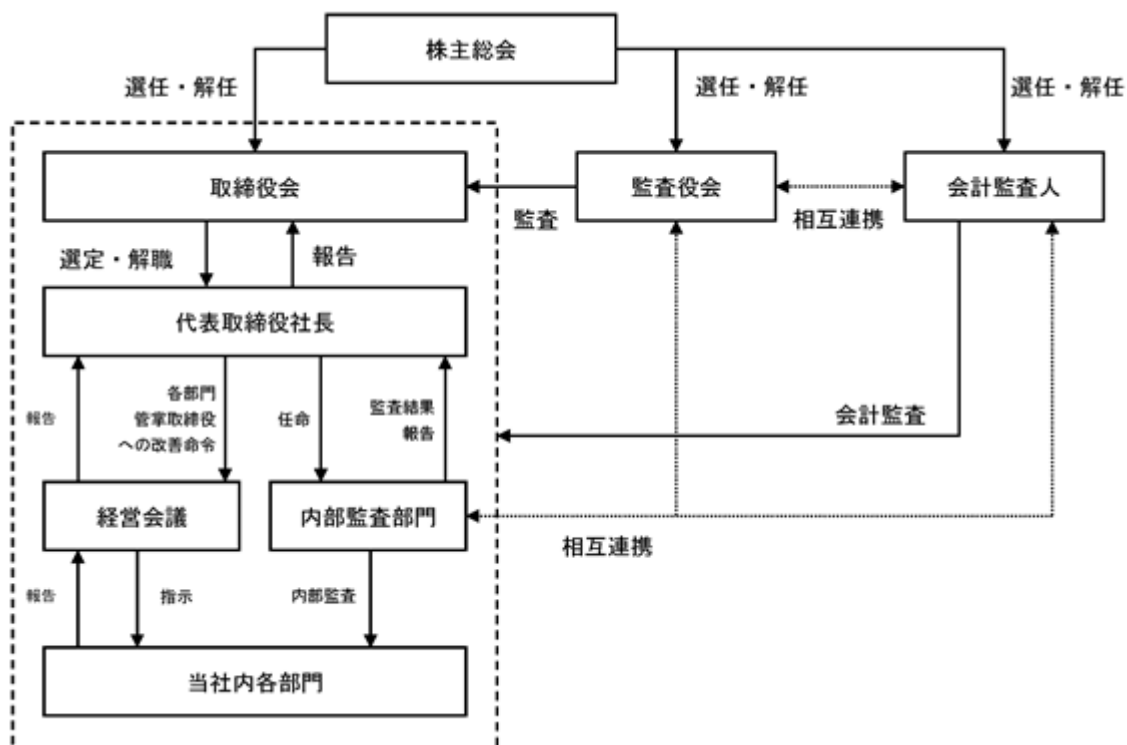 株主総会
選任・解任
選任・解任
選任・解任
取締役会
監査役会
会計監査人
監査
相互連携
選定・解職
報告
代表取締役社長
報告
各部門
管掌取締役
への改善命令
任命
監査結果
報告
会計監査
経営会議
内部監査部門
相互連携
報告
指示
内部監査
当社内各部門